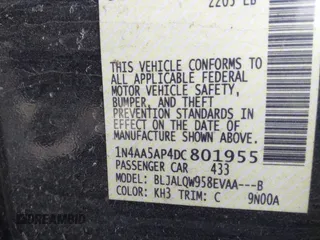 2205 LB
THIS VEHICLE CONFORMS TO
ALL APPLICABLE FEDERAL
MOTOR VEHICLE SAFETY,
BUMPER, AND THEFT
PREVENTION STANDARDS IN
EFFECT ON THE DATE OF
MANUFACTURE SHOWN ABOVE.
1N4AA5AP4DC801955
PASSENGER CAR 433
MODEL: BLJALQW958EVAA---B
COLOR: KH3 TRIM: C 9N00A
DREAMBID